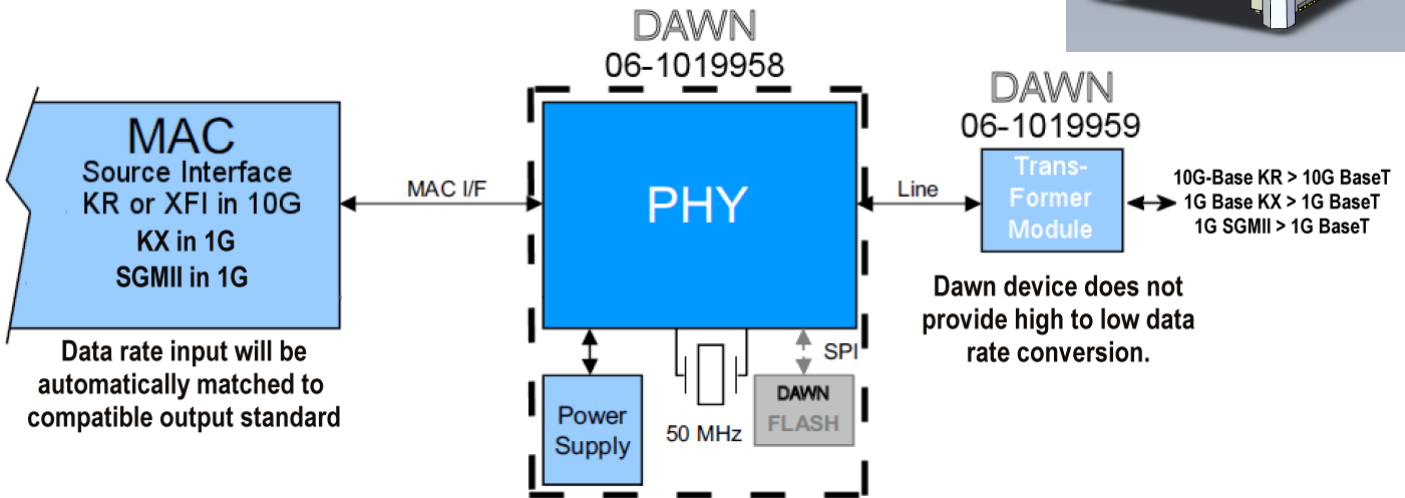 DAWN
06-1019958
DAWN
06-1019959
MAC
Source Interface
KR or XFI in 10G
KX in 1G
SGMII in 1G
MAC I/F
PHY
Line
Trans-
Former
Module
10G-Base KR > 10G BaseT
1G Base KX > 1G BaseT
1G SGMII > 1G BaseT
Data rate input will be
automatically matched to
compatible output standard
Power
Supply
50 MHz
SPI
DAWN
FLASH
Dawn device does not
provide high to low data
rate conversion.